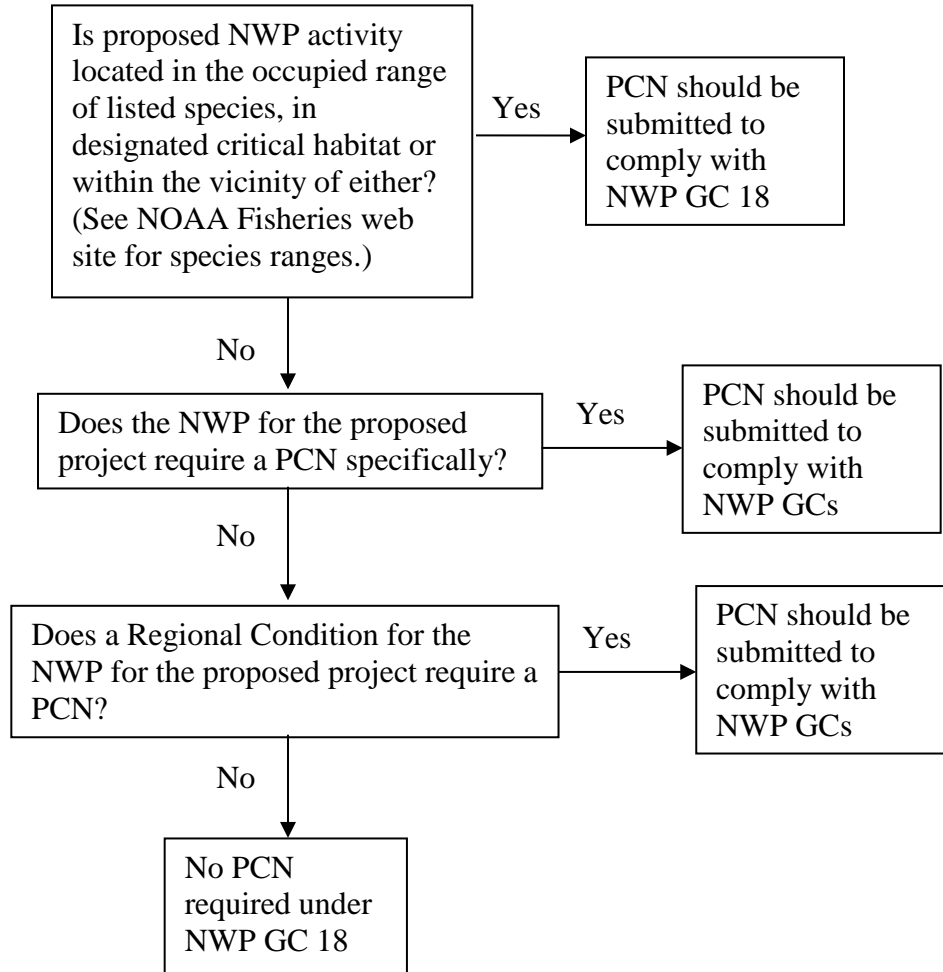 Is proposed NWP activity
located in the occupied range
of listed species, in
designated critical habitat or
within the vicinity of either?
(See NOAA Fisheries web
site for species ranges.)
Yes
PCN should be
submitted to
comply with
NWP GC 18
No
Does the NWP for the proposed
project require a PCN specifically?
Yes
PCN should be
submitted to
comply with
NWP GCs
No
Does a Regional Condition for the
NWP for the proposed project require a
PCN?
Yes
PCN should be
submitted to
comply with
NWP GCs
No
No PCN
required under
NWP GC 18